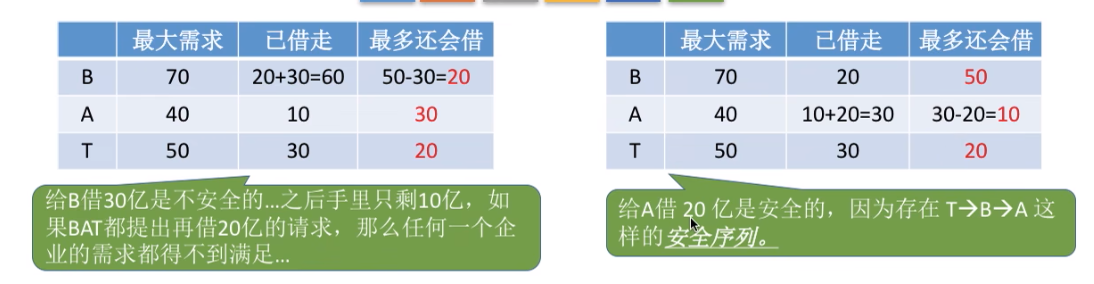 最大需求 已借走 最多还会借
B 70 20+30=60 50-30=20
A 40 10 30
T 50 30 20
给B借30亿是不安全的…之后手里只剩10亿，如
果BAT都提出再借20亿的请求，那么任何一个企
业的需求都得不到满足…
最大需求 已借走 最多还会借
B 70 20 50
A 40 10+20=30 30-20=10
T 50 30 20
给A借 20 亿是安全的，因为存在 T→B→A 这
样的安全序列。